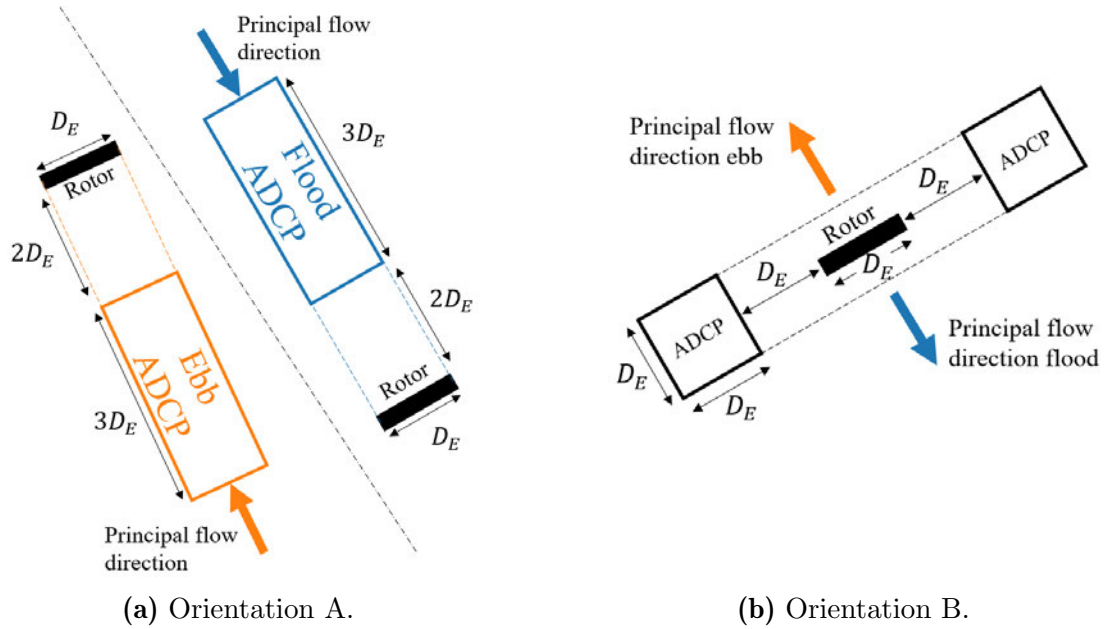 Principal flow
direction
D_E
Rotor
2D_E
3D_E
Flood
ADCP
2D_E
Rotor
D_E
Ebb
ADCP
3D_E
Principal flow
direction
Principal flow
direction ebb
ADCP
D_E
Rotor
D_E
D_E
ADCP
D_E
D_E
Principal flow
direction flood
(a) Orientation A.
(b) Orientation B.